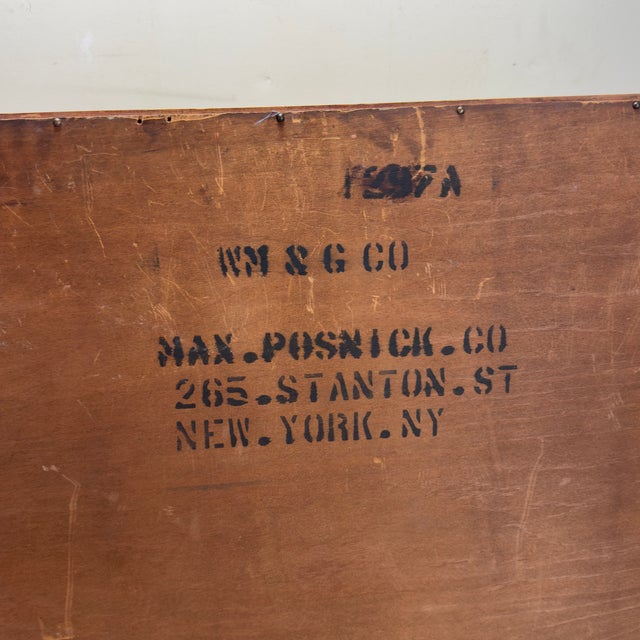 WM & G CO
MAX.POSNICK.CO
265.STANTON.ST
NEW.YORK.NY